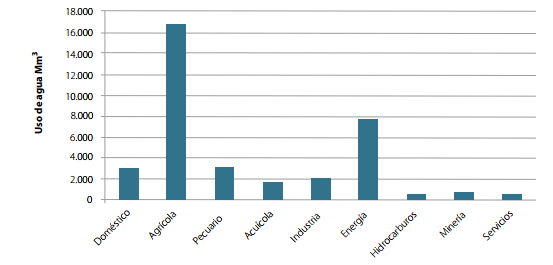 Uso de agua Mm³
18.000
16.000
14.000
12.000
10.000
8.000
6.000
4.000
2.000
0
Doméstico
Agrícola
Pecuario
Acuícola
Industria
Energía
Hidrocarburos
Minería
Servicios